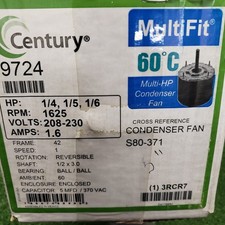 Century®
MultiFit®
9724
60°C
Multi-HP
Condenser
Fan
HP: 1/4, 1/5, 1/6
RPM: 1625
VOLTS: 208-230
AMPS: 1.6
CROSS REFERENCE
CONDENSER FAN
S80-371
FRAME: 42
SPEED: 1
ROTATION: REVERSIBLE
SHAFT: 1/2 x 3.0
BEARING: BALL / BALL
AMBIENT: 60
ENCLOSURE: ENCLOSED
CAPACITOR: 5 MFD / 370 VAC
(1) 3RCR7